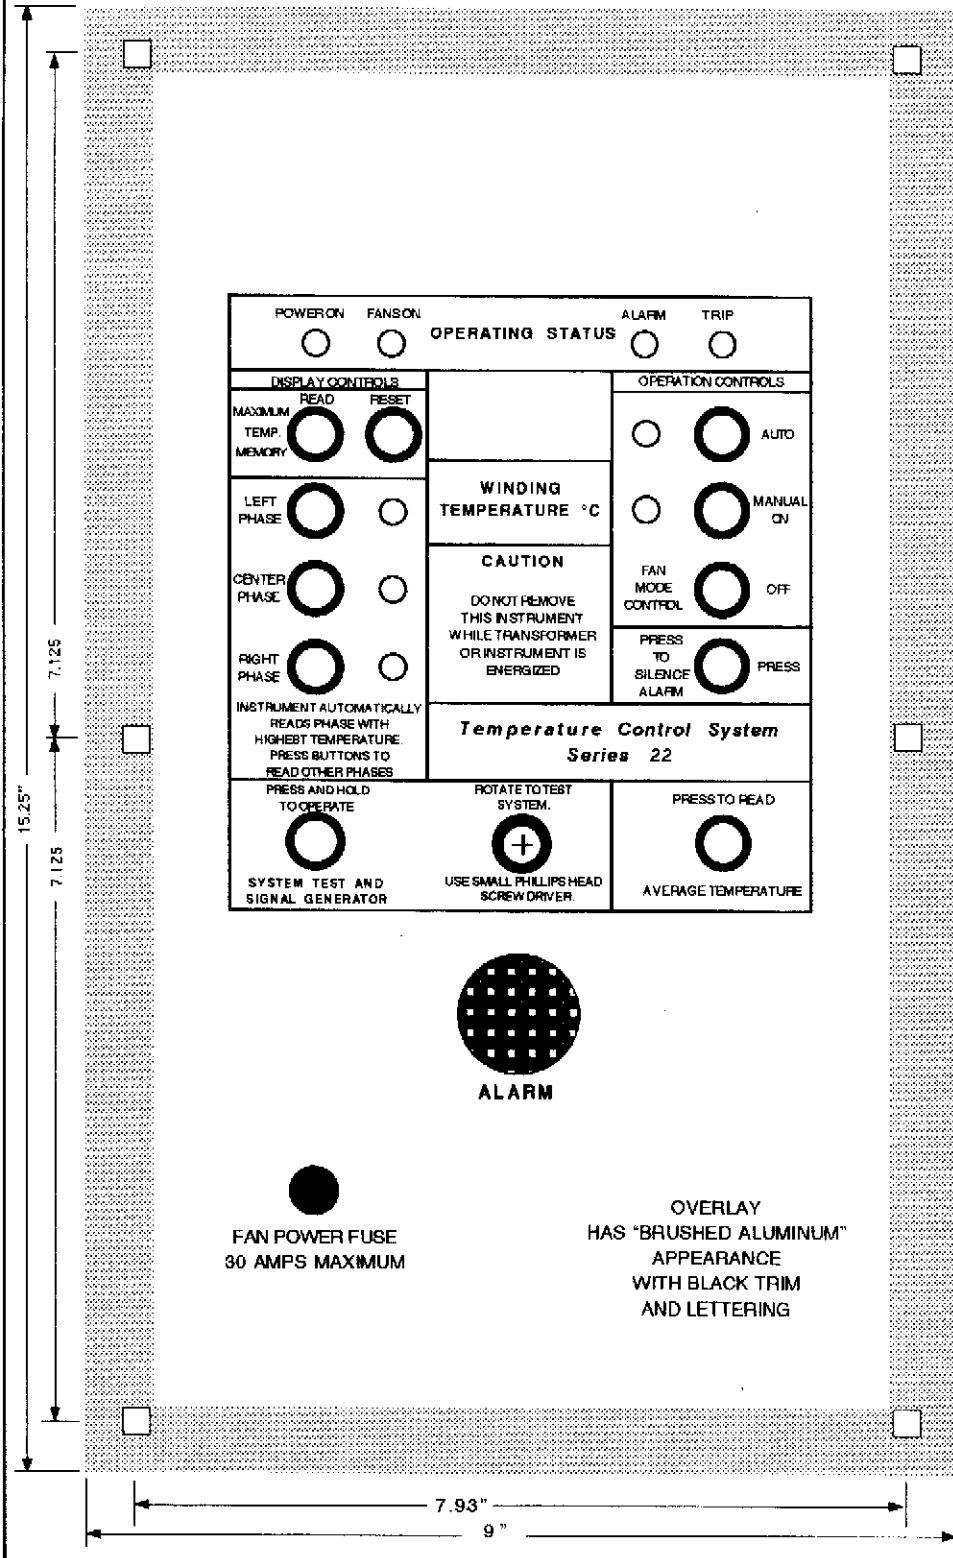 POWER ON
FANS ON
OPERATING STATUS
ALARM
TRIP
DISPLAY CONTROLS
READ
RESET
MAXIMUM
TEMP.
MEMORY
LEFT
PHASE
CENTER
PHASE
RIGHT
PHASE
INSTRUMENT AUTOMATICALLY
READS PHASE WITH
HIGHEST TEMPERATURE.
PRESS BUTTONS TO
READ OTHER PHASES
WINDING
TEMPERATURE °C
CAUTION
DO NOT REMOVE
THIS INSTRUMENT
WHILE TRANSFORMER
OR INSTRUMENT IS
ENERGIZED
OPERATION CONTROLS
AUTO
MANUAL
ON
FAN
MODE
CONTROL
OFF
PRESS
TO
SILENCE
ALARM
PRESS
Temperature Control System
Series 22
PRESS AND HOLD
TO OPERATE
SYSTEM TEST AND
SIGNAL GENERATOR
ROTATE TO TEST
SYSTEM.
USE SMALL PHILLIPS HEAD
SCREW DRIVER.
PRESS TO READ
AVERAGE TEMPERATURE
ALARM
FAN POWER FUSE
30 AMPS MAXIMUM
OVERLAY
HAS "BRUSHED ALUMINUM"
APPEARANCE
WITH BLACK TRIM
AND LETTERING
7.125
15.25"
7.125
7.93"
9"